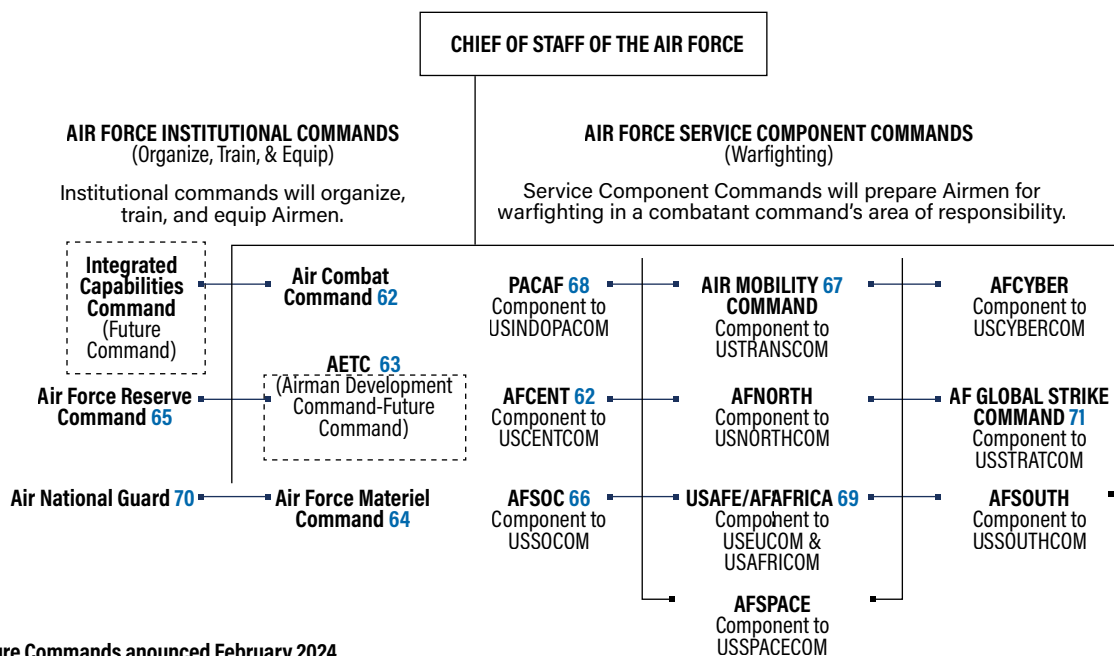 CHIEF OF STAFF OF THE AIR FORCE
AIR FORCE INSTITUTIONAL COMMANDS
(Organize, Train, & Equip)
Institutional commands will organize,
train, and equip Airmen.
AIR FORCE SERVICE COMPONENT COMMANDS
(Warfighting)
Service Component Commands will prepare Airmen for
warfighting in a combatant command's area of responsibility.
Integrated
Capabilities
Command
(Future
Command)
Air Combat
Command 62
Air Force Reserve
Command 65
AETC 63
(Airman Development
Command-Future
Command)
Air National Guard 70
Air Force Materiel
Command 64
PACAF 68
Component to
USINDOPACOM
AIR MOBILITY 67
COMMAND
Component to
USTRANSCOM
AFCYBER
Component to
USCYBERCOM
AFCENT 62
Component to
USCENTCOM
AFNORTH
Component to
USNORTHCOM
AF GLOBAL STRIKE
COMMAND 71
Component to
USSTRATCOM
AFSOC 66
Component to
USSOCOM
USAFE/AFAFRICA 69
Component to
USEUCOM &
USAFRICOM
AFSOUTH
Component to
USSOUTHCOM
AFSPACE
Component to
USSPACECOM
Commands anounced February 2024